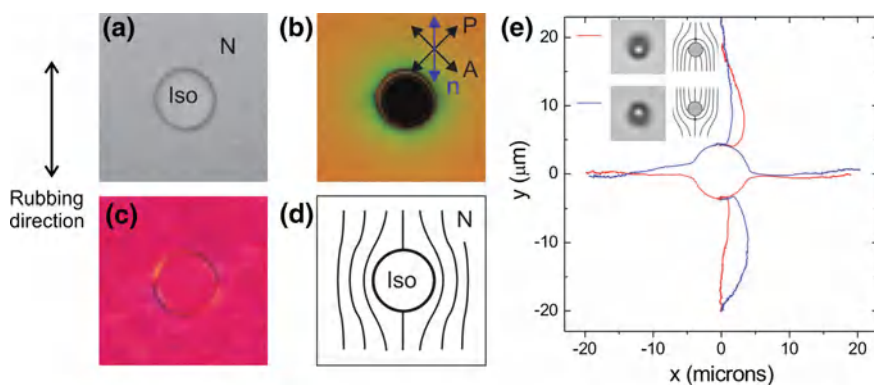 (a)
N
Iso
Rubbing
direction
(b)
P
A
n
(c)
(d)
N
Iso
(e)
y (μm)
20
10
0
-10
-20
-20
-10
0
10
20
x (microns)